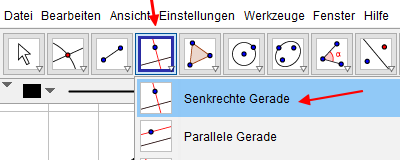 Datei Bearbeiten Ansicht Einstellungen Werkzeuge Fenster Hilfe
α
Senkrechte Gerade
Parallele Gerade